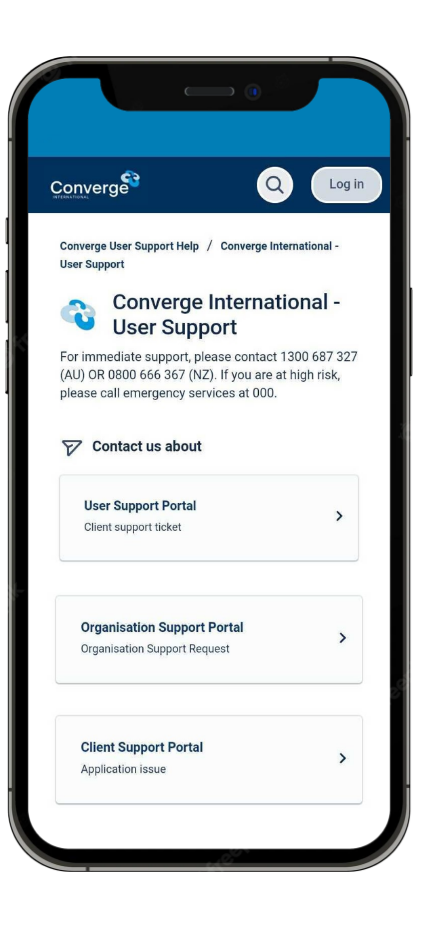 Converge
INTERNATIONAL
Log in
Converge User Support Help / Converge International -
User Support
Converge International -
User Support
For immediate support, please contact 1300 687 327
(AU) OR 0800 666 367 (NZ). If you are at high risk,
please call emergency services at 000.
Contact us about
User Support Portal
Client support ticket
Organisation Support Portal
Organisation Support Request
Client Support Portal
Application issue